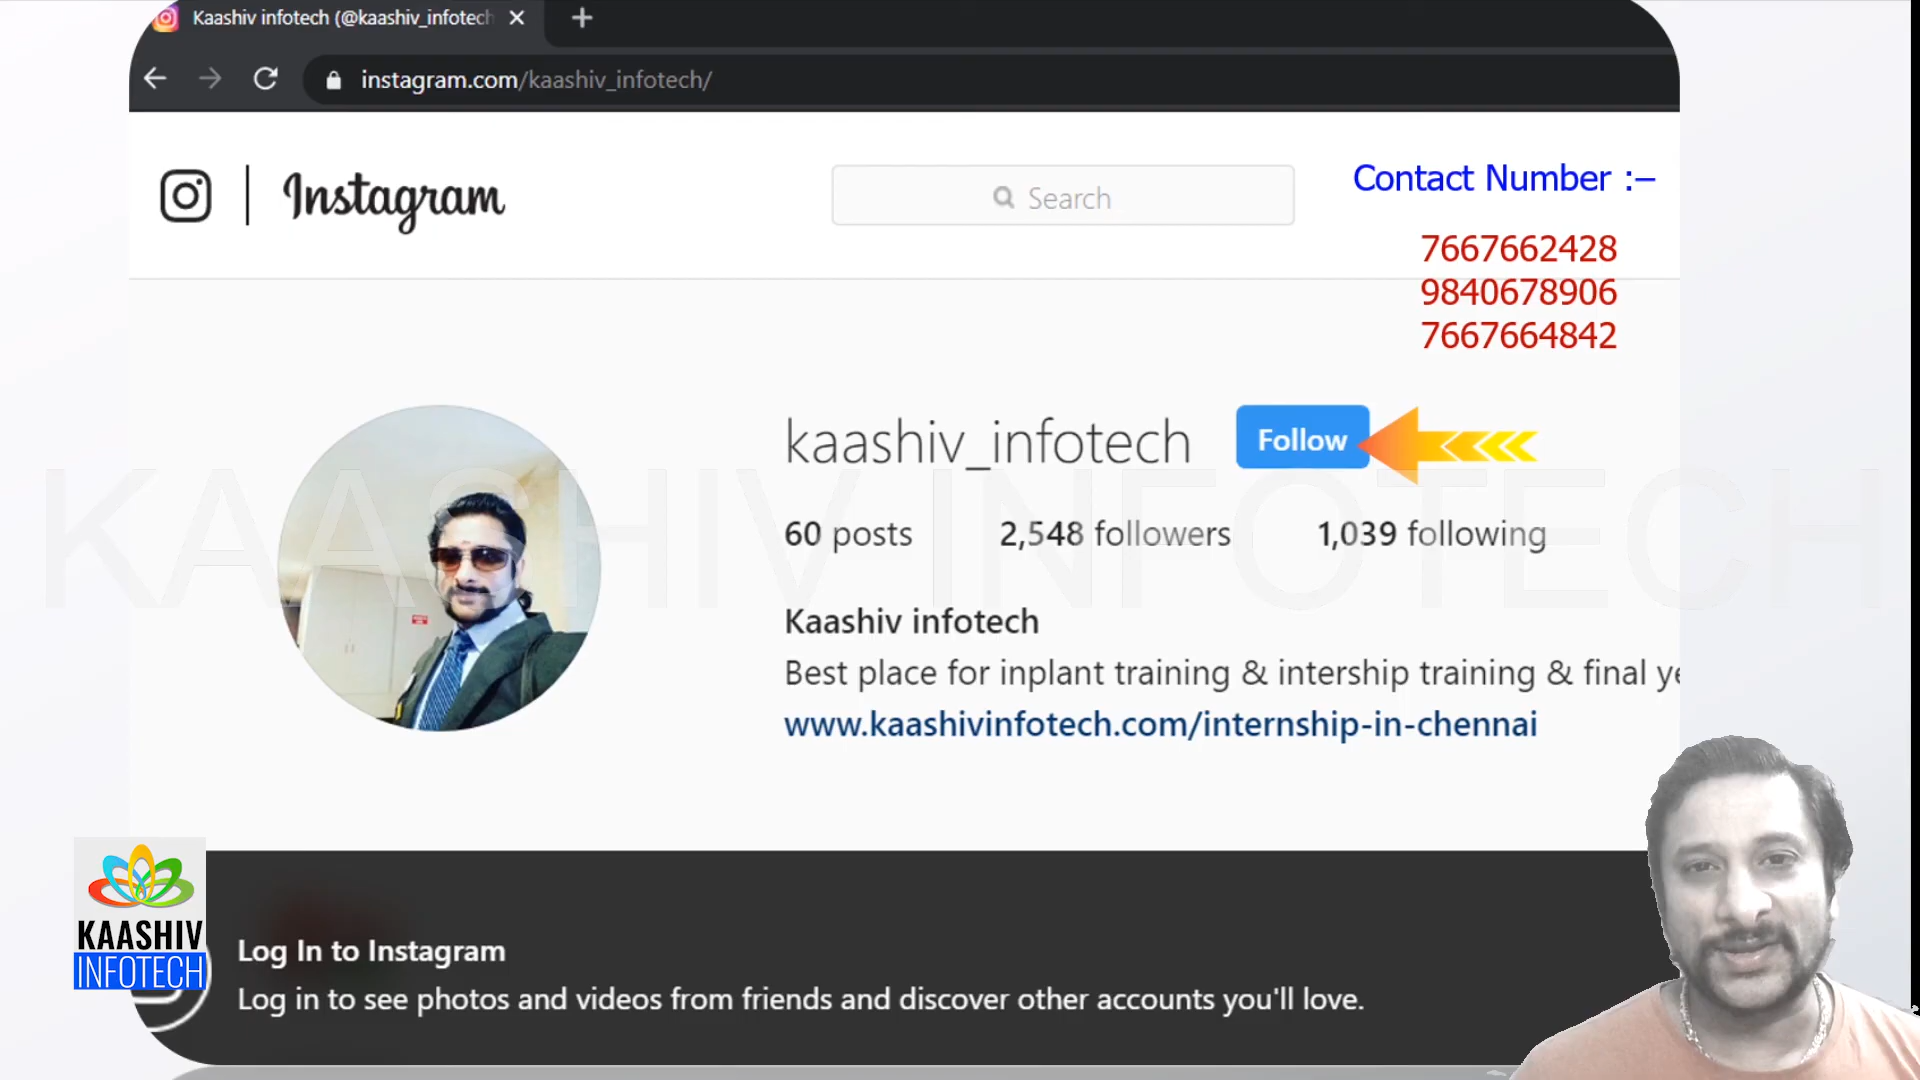 Kaashiv infotech (@kaashiv_infotech
instagram.com/kaashiv_infotech/
Instagram
Search
Contact Number :–
7667662428
9840678906
7667664842
kaashiv_infotech
Follow
60 posts 2,548 followers 1,039 following
KAASHIV INFOTECH
Kaashiv infotech
Best place for inplant training & intership training & final ye
www.kaashivinfotech.com/internship-in-chennai
KAASHIV
INFOTECH
Log In to Instagram
Log in to see photos and videos from friends and discover other accounts you'll love.